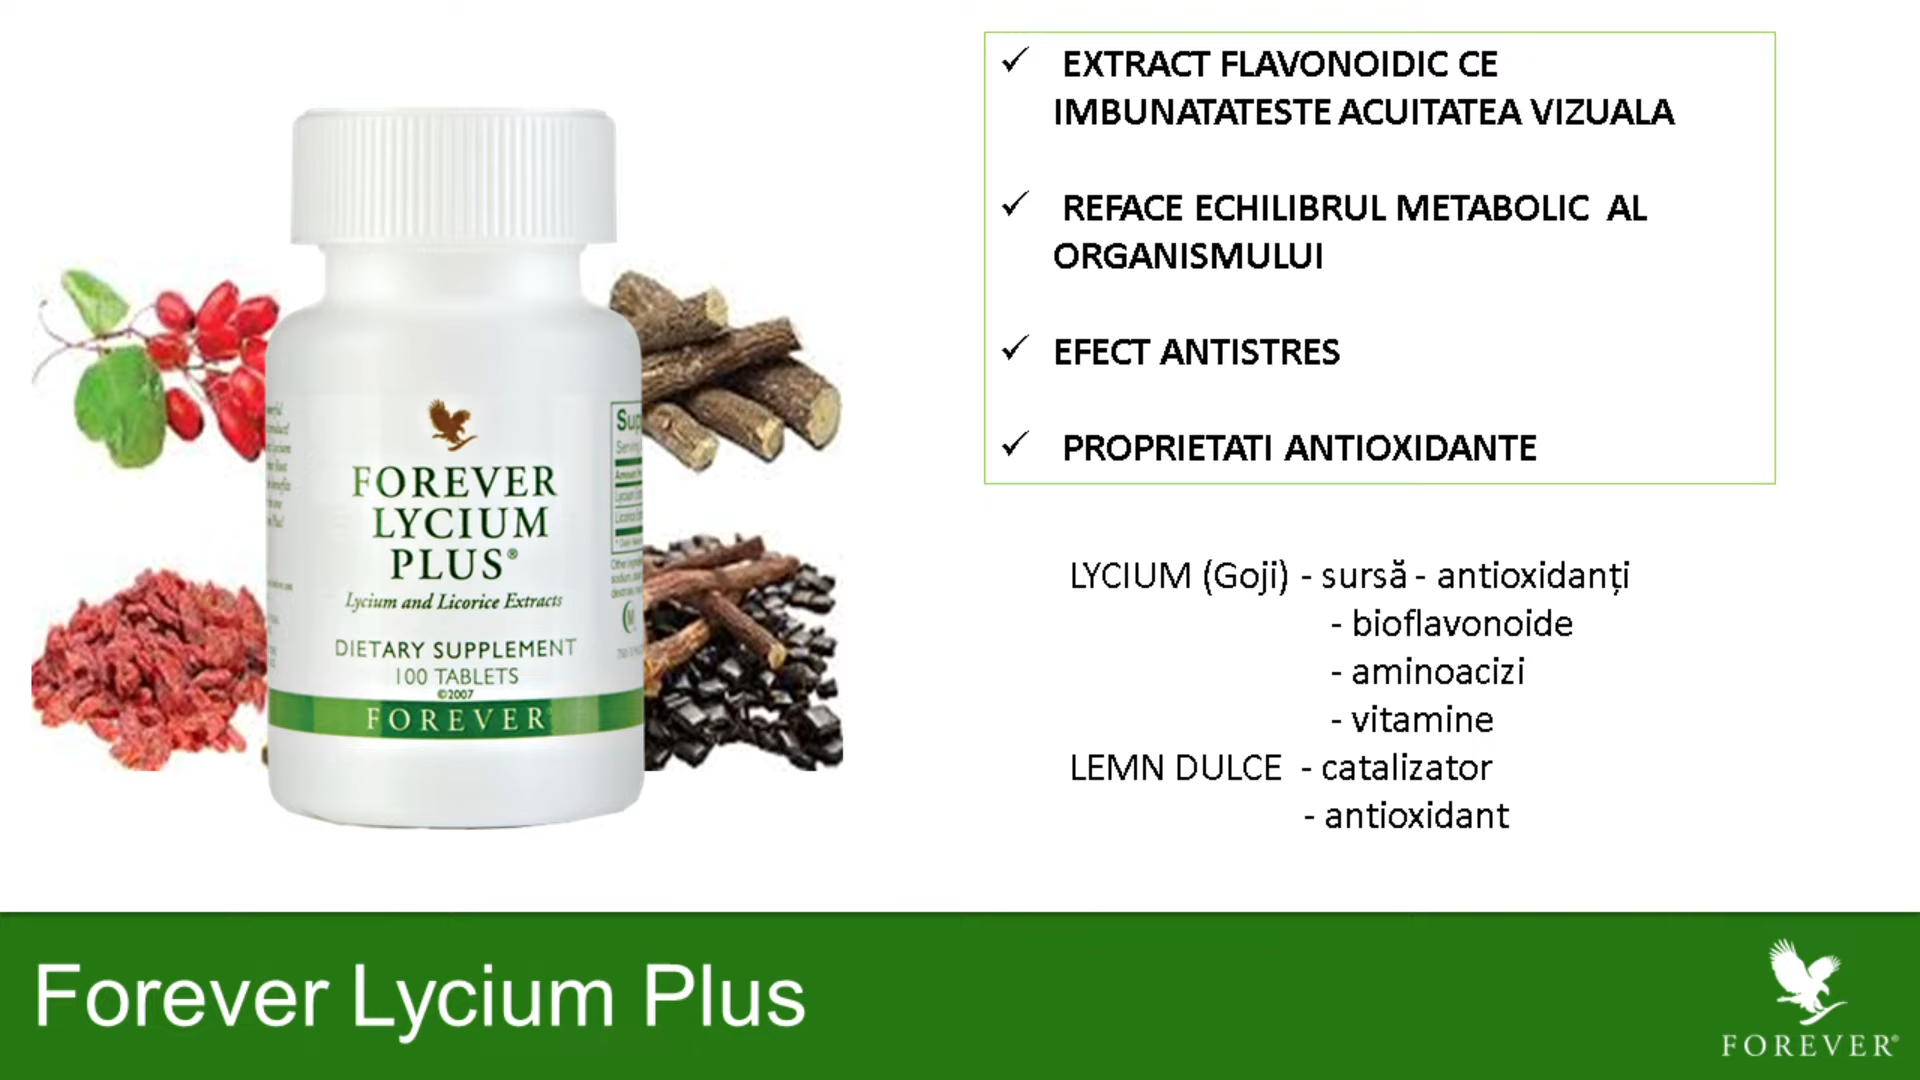 ✓ EXTRACT FLAVONOIDIC CE
IMBUNATATESTE ACUITATEA VIZUALA
✓ REFACE ECHILIBRUL METABOLIC AL
ORGANISMULUI
✓ EFECT ANTISTRES
✓ PROPRIETATI ANTIOXIDANTE
FOREVER
LYCIUM
PLUS®
Lycium and Licorice Extracts
DIETARY SUPPLEMENT
100 TABLETS
©2007
FOREVER
LYCIUM (Goji) - sursă - antioxidanți
- bioflavonoide
- aminoacizi
- vitamine
LEMN DULCE - catalizator
- antioxidant
Forever Lycium Plus
FOREVER®